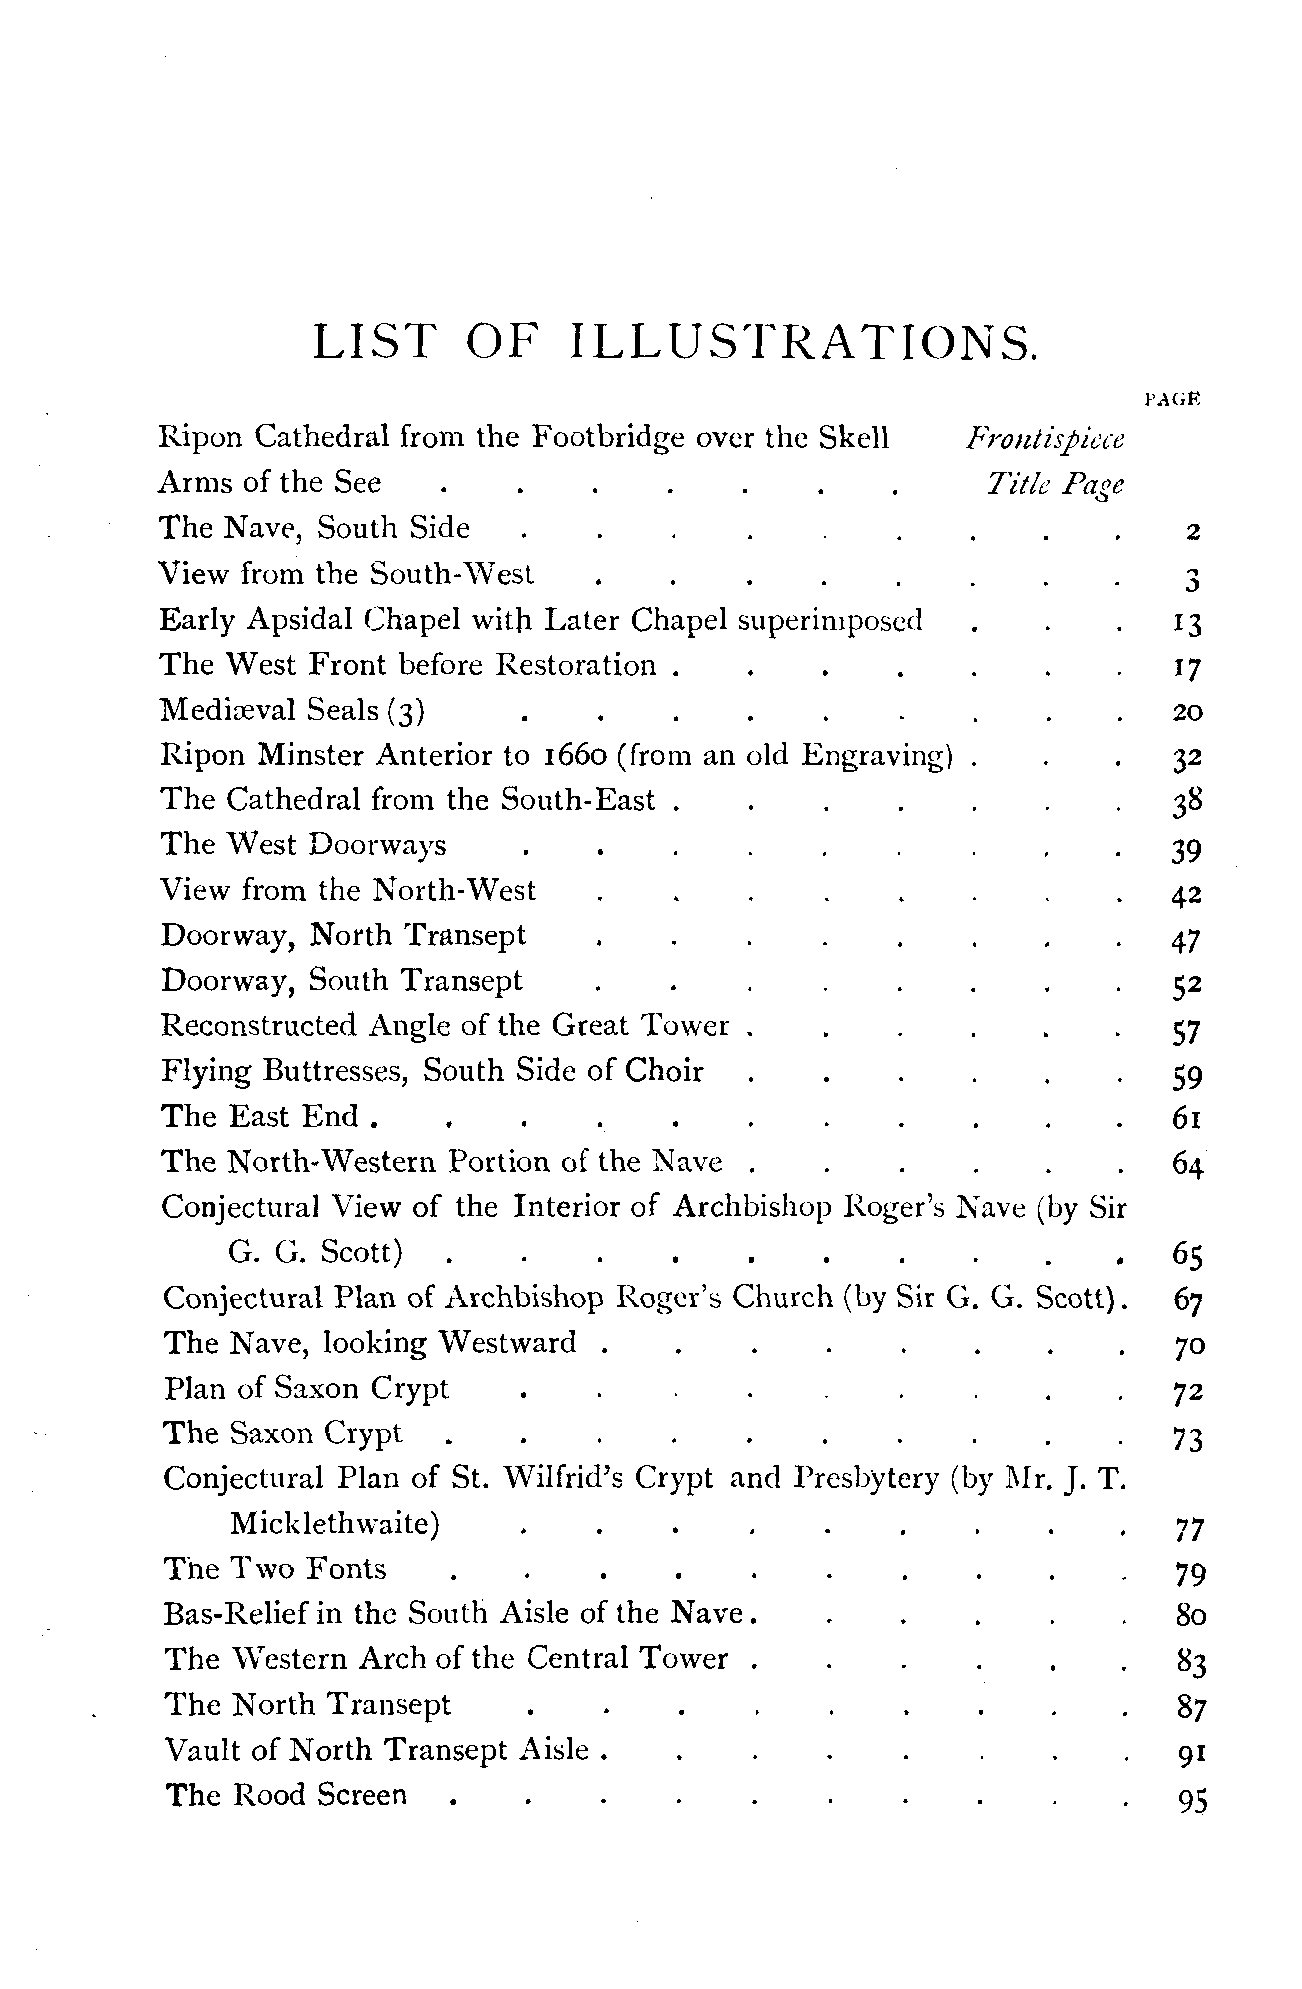 LIST OF ILLUSTRATIONS.
PAGE
Ripon Cathedral from the Footbridge over the Skell Frontispiece
Arms of the See . . . . . . . Title Page
The Nave, South Side . . . . . . . . . 2
View from the South-West . . . . . . . . 3
Early Apsidal Chapel with Later Chapel superimposed . . . 13
The West Front before Restoration . . . . . . . 17
Mediæval Seals (3) . . . . . . . . . 20
Ripon Minster Anterior to 1660 (from an old Engraving) . . . 32
The Cathedral from the South-East . . . . . . . 38
The West Doorways . . . . . . . . . 39
View from the North-West . . . . . . . . 42
Doorway, North Transept . . . . . . . . 47
Doorway, South Transept . . . . . . . . 52
Reconstructed Angle of the Great Tower . . . . . . 57
Flying Buttresses, South Side of Choir . . . . . . 59
The East End . . . . . . . . . . . 61
The North-Western Portion of the Nave . . . . . . 64
Conjectural View of the Interior of Archbishop Roger's Nave (by Sir
G. G. Scott) . . . . . . . . . . 65
Conjectural Plan of Archbishop Roger's Church (by Sir G. G. Scott) . 67
The Nave, looking Westward . . . . . . . . 70
Plan of Saxon Crypt . . . . . . . . . 72
The Saxon Crypt . . . . . . . . . . 73
Conjectural Plan of St. Wilfrid's Crypt and Presbytery (by Mr. J. T.
Micklethwaite) . . . . . . . . . 77
The Two Fonts . . . . . . . . . . 79
Bas-Relief in the South Aisle of the Nave . . . . . . 80
The Western Arch of the Central Tower . . . . . . 83
The North Transept . . . . . . . . . 87
Vault of North Transept Aisle . . . . . . . . 91
The Rood Screen . . . . . . . . . . 95